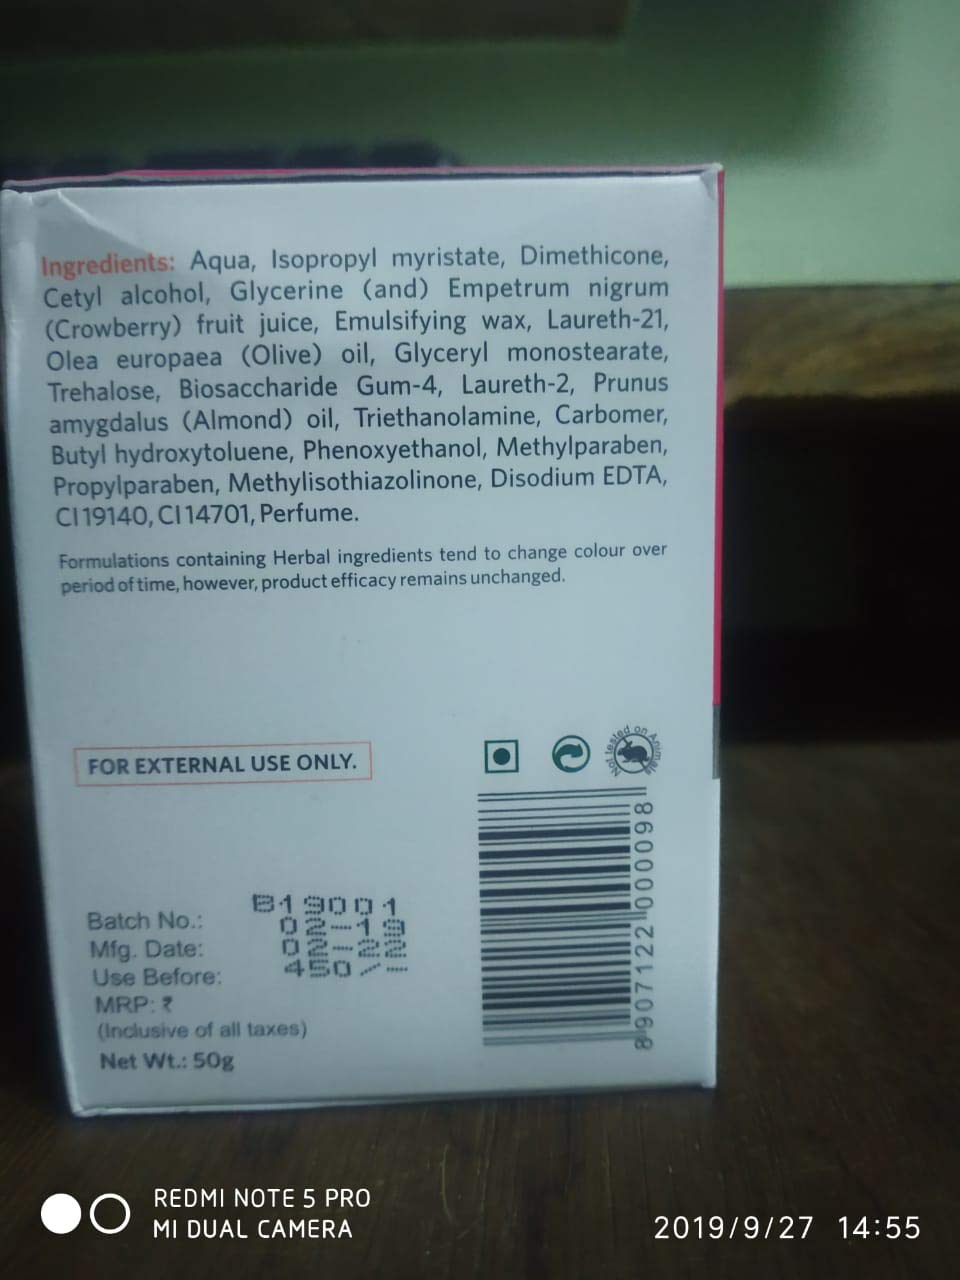 Ingredients: Aqua, Isopropyl myristate, Dimethicone,
Cetyl alcohol, Glycerine (and) Empetrum nigrum
(Crowberry) fruit juice, Emulsifying wax, Laureth-21,
Olea europaea (Olive) oil, Glyceryl monostearate,
Trehalose, Biosaccharide Gum-4, Laureth-2, Prunus
amygdalus (Almond) oil, Triethanolamine, Carbomer,
Butyl hydroxytoluene, Phenoxyethanol, Methylparaben,
Propylparaben, Methylisothiazolinone, Disodium EDTA,
CI 19140, CI 14701, Perfume.
Formulations containing Herbal ingredients tend to change colour over
period of time, however, product efficacy remains unchanged.
FOR EXTERNAL USE ONLY.
Not tested on Animals
8907122000098
Batch No.: B19001
Mfg. Date: 02-19
Use Before: 02-22
MRP: ₹ 450/-
(Inclusive of all taxes)
Net Wt.: 50g
REDMI NOTE 5 PRO
MI DUAL CAMERA
2019/9/27 14:55